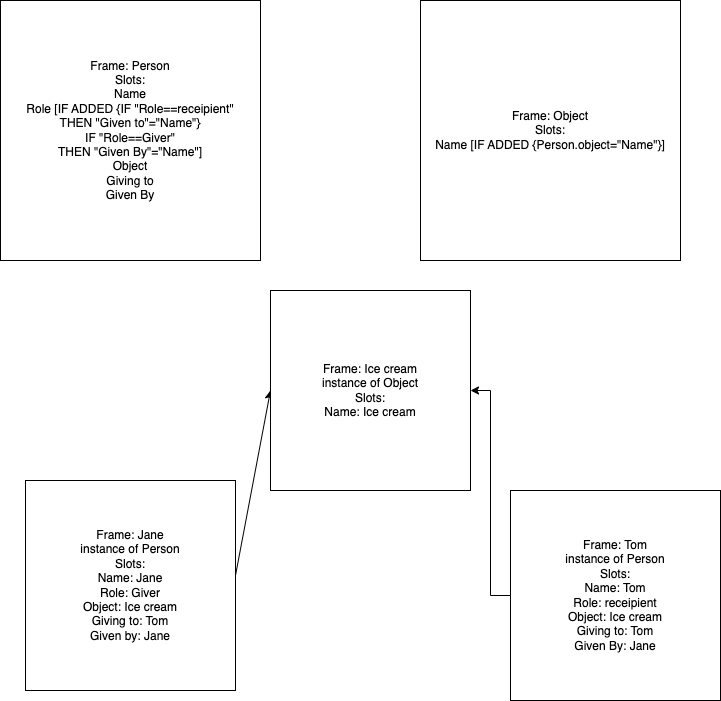 Frame: Person
Slots:
Name
Role [IF ADDED {IF "Role==receipient"
THEN "Given to"="Name"}
IF "Role==Giver"
THEN "Given By"="Name"]
Object
Giving to
Given By
Frame: Object
Slots:
Name [IF ADDED {Person.object="Name"}]
Frame: Ice cream
instance of Object
Slots:
Name: Ice cream
Frame: Jane
instance of Person
Slots:
Name: Jane
Role: Giver
Object: Ice cream
Giving to: Tom
Given by: Jane
Frame: Tom
instance of Person
Slots:
Name: Tom
Role: receipient
Object: Ice cream
Giving to: Tom
Given By: Jane